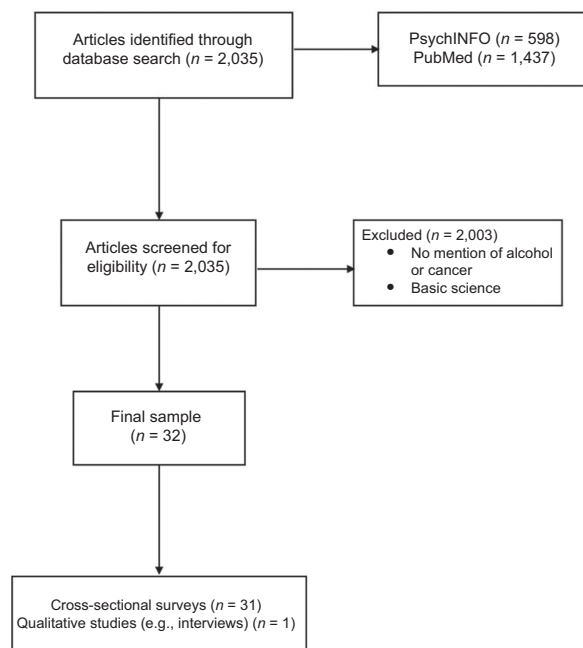 Articles identified through
database search (n = 2,035)
PsychINFO (n = 598)
PubMed (n = 1,437)
Articles screened for
eligibility (n = 2,035)
Excluded (n = 2,003)
• No mention of alcohol
or cancer
• Basic science
Final sample
(n = 32)
Cross-sectional surveys (n = 31)
Qualitative studies (e.g., interviews) (n = 1)